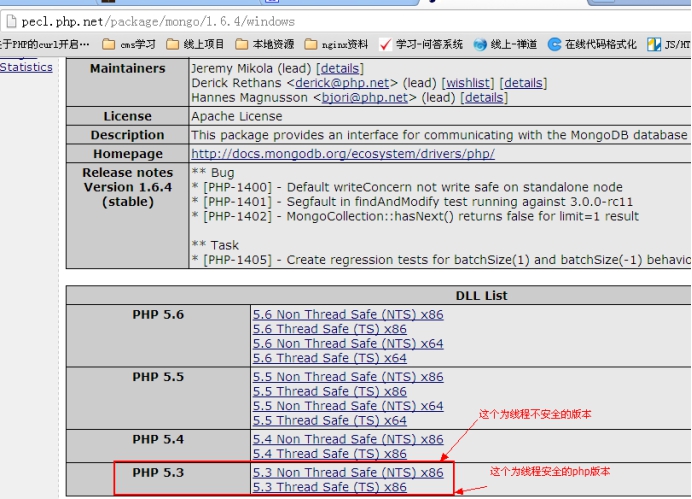 pecl.php.net/package/mongo/1.6.4/windows
于PHP的curl开启… cms学习 线上项目 本地资源 nginx资料 学习-问答系统 线上-禅道 在线代码格式化 JS/HT
Statistics
Maintainers
Jeremy Mikola (lead) [details]
Derick Rethans <derick@php.net> (lead) [wishlist] [details]
Hannes Magnusson <bjori@php.net> (lead) [details]
License
Apache License
Description
This package provides an interface for communicating with the MongoDB database
Homepage
http://docs.mongodb.org/ecosystem/drivers/php/
Release notes
Version 1.6.4
(stable)
** Bug
* [PHP-1400] - Default writeConcern not write safe on standalone node
* [PHP-1401] - Segfault in findAndModify test running against 3.0.0-rc11
* [PHP-1402] - MongoCollection::hasNext() returns false for limit=1 result
** Task
* [PHP-1405] - Create regression tests for batchSize(1) and batchSize(-1) behavio
DLL List
PHP 5.6
5.6 Non Thread Safe (NTS) x86
5.6 Thread Safe (TS) x86
5.6 Non Thread Safe (NTS) x64
5.6 Thread Safe (TS) x64
PHP 5.5
5.5 Non Thread Safe (NTS) x86
5.5 Thread Safe (TS) x86
5.5 Non Thread Safe (NTS) x64
5.5 Thread Safe (TS) x64
这个为线程不安全的版本
PHP 5.4
5.4 Non Thread Safe (NTS) x86
5.4 Thread Safe (TS) x86
PHP 5.3
5.3 Non Thread Safe (NTS) x86
5.3 Thread Safe (TS) x86
这个为线程安全的php版本